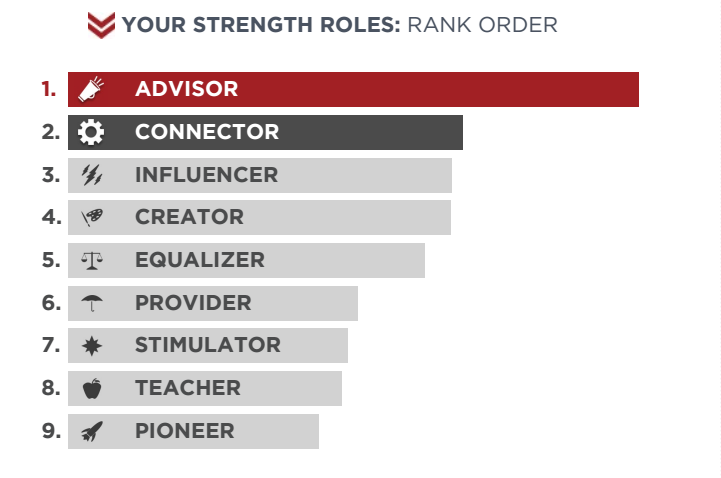 YOUR STRENGTH ROLES: RANK ORDER
1. ADVISOR
2. CONNECTOR
3. INFLUENCER
4. CREATOR
5. EQUALIZER
6. PROVIDER
7. STIMULATOR
8. TEACHER
9. PIONEER